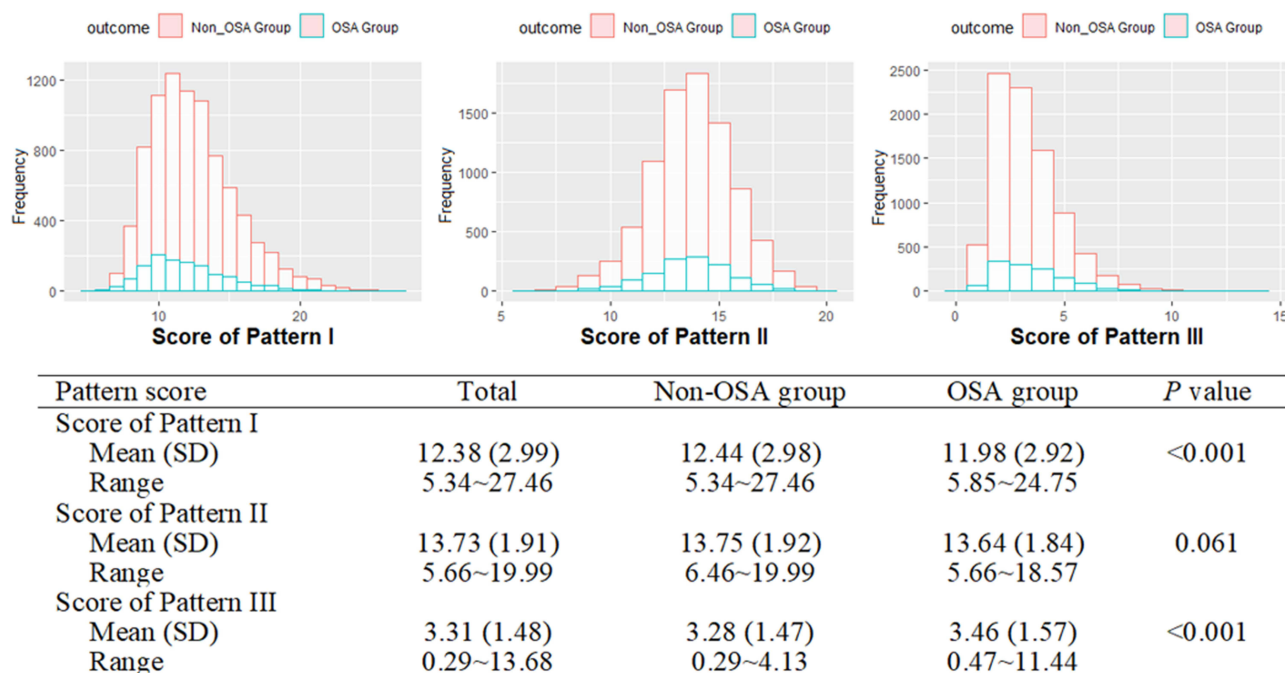 outcome Non_OSA Group OSA Group
outcome Non_OSA Group OSA Group
outcome Non_OSA Group OSA Group
Frequency
1200
800
400
0
10 20
Score of Pattern I
Frequency
1500
1000
500
0
5 10 15 20
Score of Pattern II
Frequency
2500
2000
1500
1000
500
0
0 5 10 15
Score of Pattern III
Pattern score Total Non-OSA group OSA group P value
Score of Pattern I
Mean (SD) 12.38 (2.99) 12.44 (2.98) 11.98 (2.92) <0.001
Range 5.34~27.46 5.34~27.46 5.85~24.75
Score of Pattern II
Mean (SD) 13.73 (1.91) 13.75 (1.92) 13.64 (1.84) 0.061
Range 5.66~19.99 6.46~19.99 5.66~18.57
Score of Pattern III
Mean (SD) 3.31 (1.48) 3.28 (1.47) 3.46 (1.57) <0.001
Range 0.29~13.68 0.29~4.13 0.47~11.44